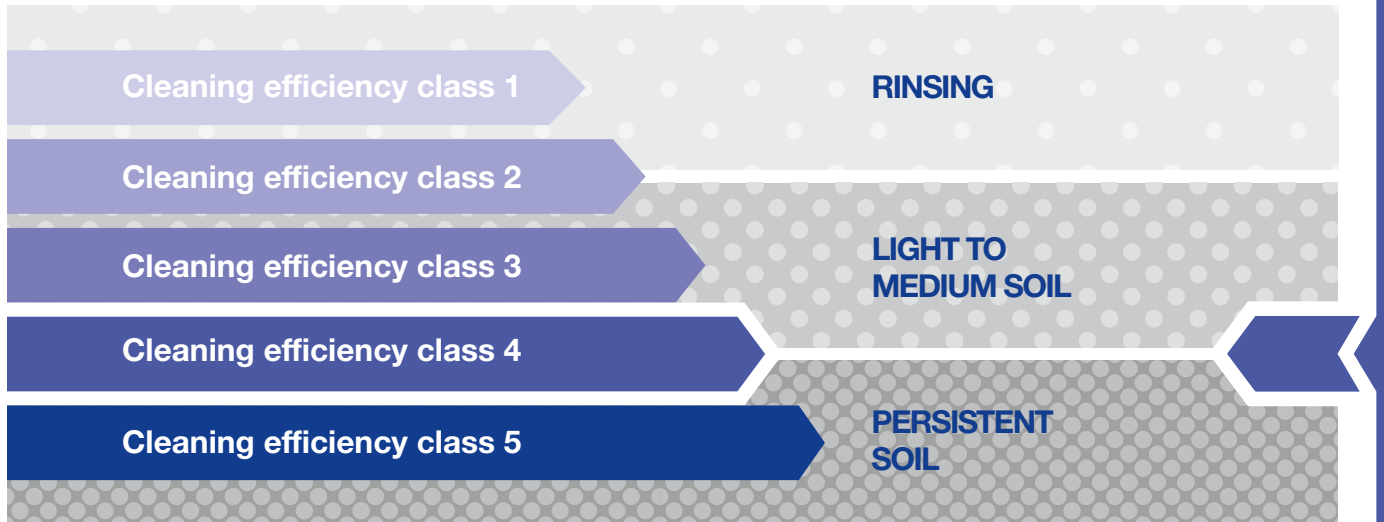 Cleaning efficiency class 1
RINSING
Cleaning efficiency class 2
Cleaning efficiency class 3
LIGHT TO
MEDIUM SOIL
Cleaning efficiency class 4
Cleaning efficiency class 5
PERSISTENT
SOIL